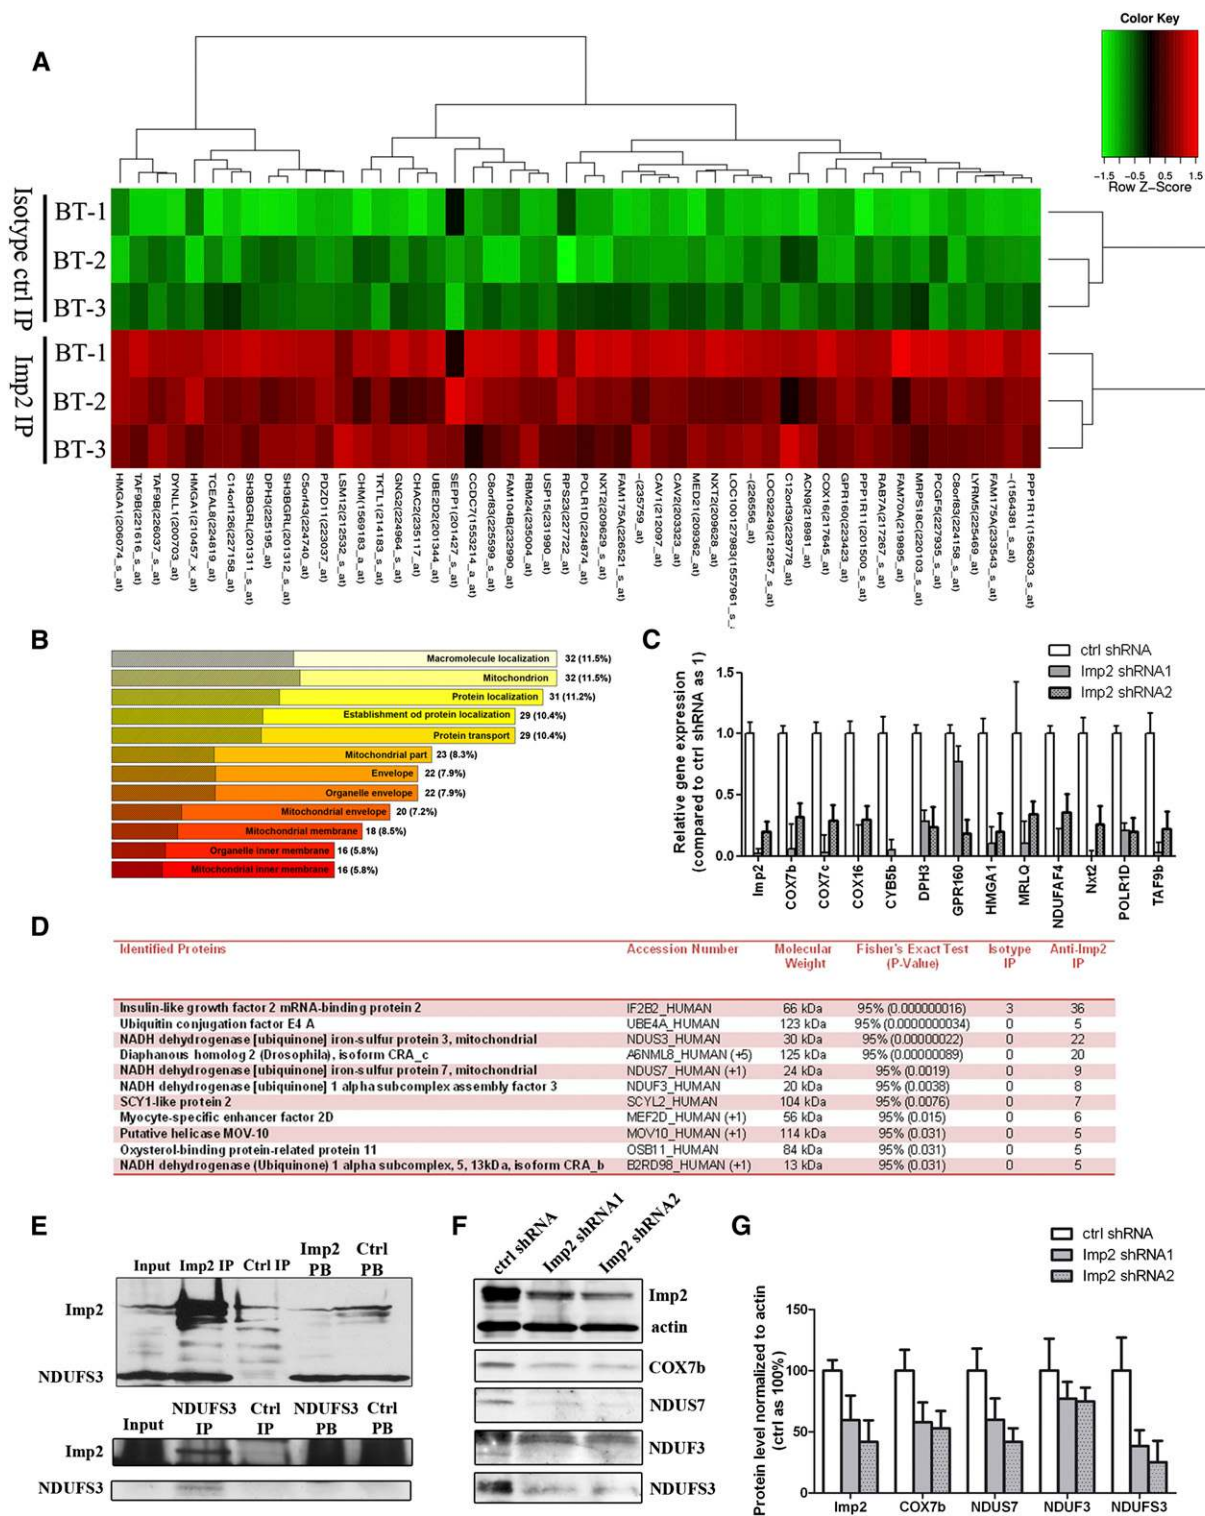 A
Color Key
−1.5 −0.5 0.5 1.5
Row Z-Score
Isotype ctrl IP
BT-1
BT-2
BT-3
Imp2 IP
BT-1
BT-2
BT-3
HMGA1(206074_s_at)
TAF9B(221616_s_at)
TAF9B(226037_s_at)
DYNLL1(200703_at)
HMGA1(210457_x_at)
TCEAL8(224819_at)
C14orf126(227158_at)
SH3BGRL(201311_s_at)
DPH3(225195_at)
SH3BGRL(201312_s_at)
C5orf43(224740_at)
PDZD11(223037_at)
LSM12(212532_s_at)
CHM(1569183_a_at)
TKTL1(214183_s_at)
GNG2(224964_s_at)
CHAC2(235117_at)
UBE2D2(201344_at)
SEPP1(201427_s_at)
CCDC7(1553214_a_at)
C8orf83(225599_s_at)
FAM104B(232990_at)
RBM24(235004_at)
USP15(231990_at)
RPS23(227722_at)
POLR1D(224874_at)
NXT2(209629_s_at)
FAM175A(226521_s_at)
−(235759_at)
CAV1(212097_at)
CAV2(203323_at)
MED21(209362_at)
NXT2(209628_at)
LOC100127983(1557961_s_
−(226556_at)
LOC92249(212957_s_at)
C12orf39(229778_at)
ACN9(218981_at)
COX16(217645_at)
GPR160(223423_at)
PPP1R11(201500_s_at)
RAB7A(217267_s_at)
FAM70A(219895_at)
MRPS18C(220103_s_at)
PCGF5(227935_s_at)
C8orf83(224158_s_at)
LYRM5(225469_at)
FAM175A(233543_s_at)
−(1564381_s_at)
PPP1R11(1566303_s_at)
B
Macromolecule localization 32 (11.5%)
Mitochondrion 32 (11.5%)
Protein localization 31 (11.2%)
Establishment od protein localization 29 (10.4%)
Protein transport 29 (10.4%)
Mitochondrial part 23 (8.3%)
Envelope 22 (7.9%)
Organelle envelope 22 (7.9%)
Mitochondrial envelope 20 (7.2%)
Mitochondrial membrane 18 (8.5%)
Organelle inner membrane 16 (5.8%)
Mitochondrial inner membrane 16 (5.8%)
C
ctrl shRNA
Imp2 shRNA1
Imp2 shRNA2
Relative gene expression
(compared to ctrl shRNA as 1)
1.5
1.0
0.5
0.0
Imp2
COX7b
COX7c
COX16
CYB5b
DPH3
GPR160
HMGA1
MRLQ
NDUFAF4
Nxt2
POLR1D
TAF9b
D
Identified Proteins Accession Number Molecular Weight Fisher's Exact Test (P-Value) Isotype IP Anti-Imp2 IP
Insulin-like growth factor 2 mRNA-binding protein 2 IF2B2_HUMAN 66 kDa 95% (0.000000016) 3 36
Ubiquitin conjugation factor E4 A UBE4A_HUMAN 123 kDa 95% (0.0000000034) 0 5
NADH dehydrogenase [ubiquinone] iron-sulfur protein 3, mitochondrial NDUS3_HUMAN 30 kDa 95% (0.00000022) 0 22
Diaphanous homolog 2 (Drosophila), isoform CRA_c A6NML8_HUMAN (+5) 125 kDa 95% (0.00000089) 0 20
NADH dehydrogenase [ubiquinone] iron-sulfur protein 7, mitochondrial NDUS7_HUMAN (+1) 24 kDa 95% (0.0019) 0 9
NADH dehydrogenase [ubiquinone] 1 alpha subcomplex assembly factor 3 NDUF3_HUMAN 20 kDa 95% (0.0038) 0 8
SCY1-like protein 2 SCYL2_HUMAN 104 kDa 95% (0.0076) 0 7
Myocyte-specific enhancer factor 2D MEF2D_HUMAN (+1) 56 kDa 95% (0.015) 0 6
Putative helicase MOV-10 MOV10_HUMAN (+1) 114 kDa 95% (0.031) 0 5
Oxysterol-binding protein-related protein 11 OSB11_HUMAN 84 kDa 95% (0.031) 0 5
NADH dehydrogenase (Ubiquinone) 1 alpha subcomplex, 5, 13kDa, isoform CRA_b B2RD98_HUMAN (+1) 13 kDa 95% (0.031) 0 5
E
Input Imp2 IP Ctrl IP Imp2 PB Ctrl PB
Imp2
NDUFS3
Input NDUFS3 IP Ctrl IP NDUFS3 PB Ctrl PB
Imp2
NDUFS3
F
ctrl shRNA
Imp2 shRNA1
Imp2 shRNA2
Imp2
actin
COX7b
NDUS7
NDUF3
NDUFS3
G
ctrl shRNA
Imp2 shRNA1
Imp2 shRNA2
Protein level normalized to actin
(ctrl as 100%)
150
100
50
0
Imp2 COX7b NDUS7 NDUF3 NDUFS3